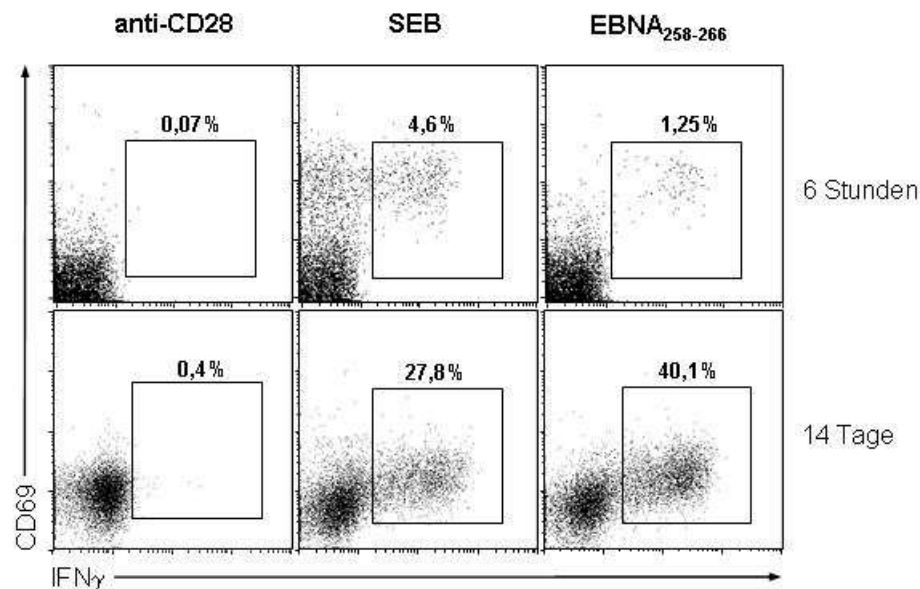 anti-CD28 SEB EBNA258-266
0,07% 4,6% 1,25%
6 Stunden
0,4% 27,8% 40,1%
14 Tage
CD69
IFNγ